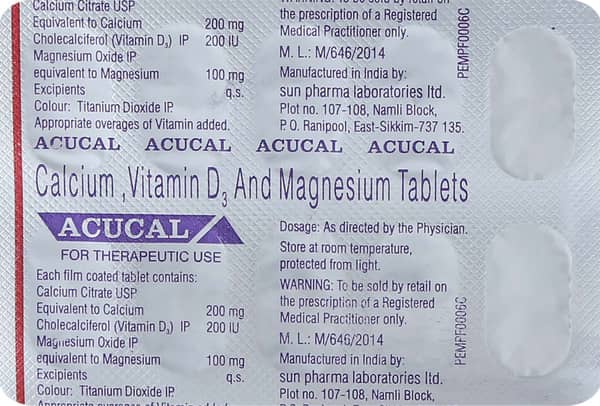 Calcium Citrate USP
Equivalent to Calcium 200 mg
Cholecalciferol (Vitamin D3) IP 200 IU
Magnesium Oxide IP
equivalent to Magnesium 100 mg
Excipients q.s.
Colour: Titanium Dioxide IP.
Appropriate overages of Vitamin added.
WARNING: To be sold by retail on
the prescription of a Registered
Medical Practitioner only.
M. L.: M/646/2014
Manufactured in India by:
sun pharma laboratories ltd.
Plot no. 107-108, Namli Block,
P.O. Ranipool, East-Sikkim-737 135.
PEMPF0006C
ACUCAL ACUCAL ACUCAL ACUCAL
Calcium ,Vitamin D3 And Magnesium Tablets
ACUCAL
FOR THERAPEUTIC USE
Each film coated tablet contains:
Calcium Citrate USP
Equivalent to Calcium 200 mg
Cholecalciferol (Vitamin D3) IP 200 IU
Magnesium Oxide IP
equivalent to Magnesium 100 mg
Excipients q.s.
Colour: Titanium Dioxide IP.
Appropriate overages of Vitamin added.
Dosage: As directed by the Physician.
Store at room temperature,
protected from light.
WARNING: To be sold by retail on
the prescription of a Registered
Medical Practitioner only.
M. L.: M/646/2014
Manufactured in India by:
sun pharma laboratories ltd.
Plot no. 107-108, Namli Block,
PEMPF0006C